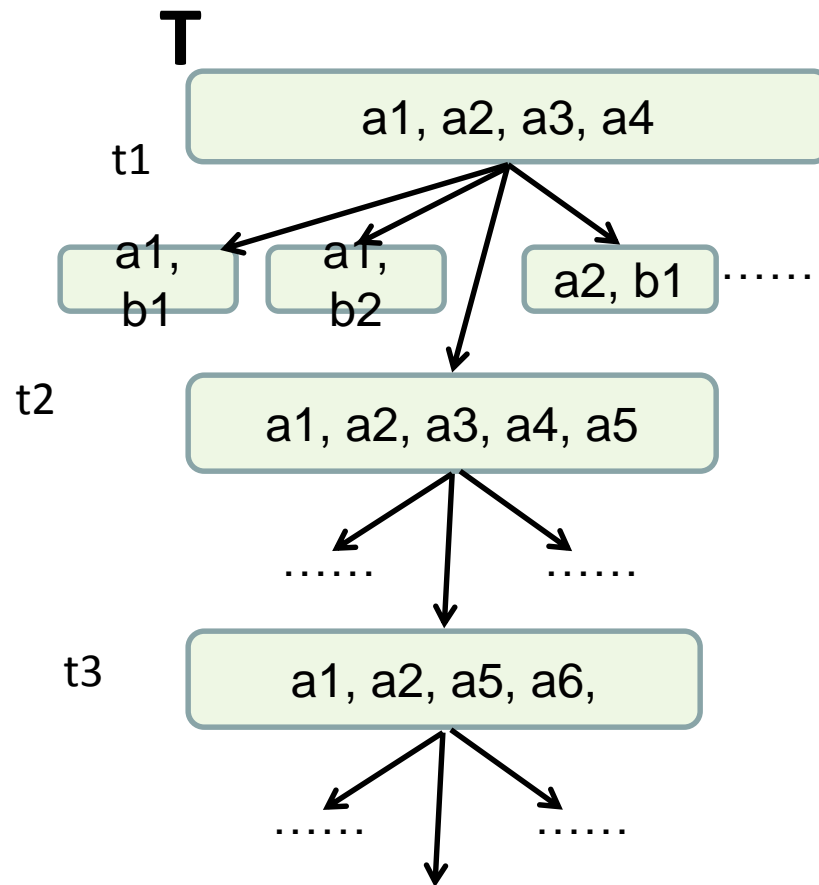 T
a1, a2, a3, a4
t1
a1,
b1
a1,
b2
a2, b1
......
t2
a1, a2, a3, a4, a5
......
......
t3
a1, a2, a5, a6,
......
......